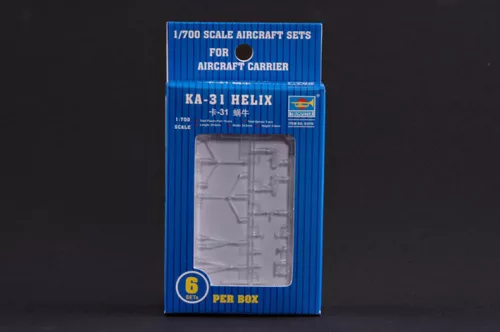 1/700 SCALE AIRCRAFT SETS
FOR
AIRCRAFT CARRIER
KA-31 HELIX
卡-31 蜗牛
1-700
SCALE
TRUMPETER
6
SETS
PER BOX